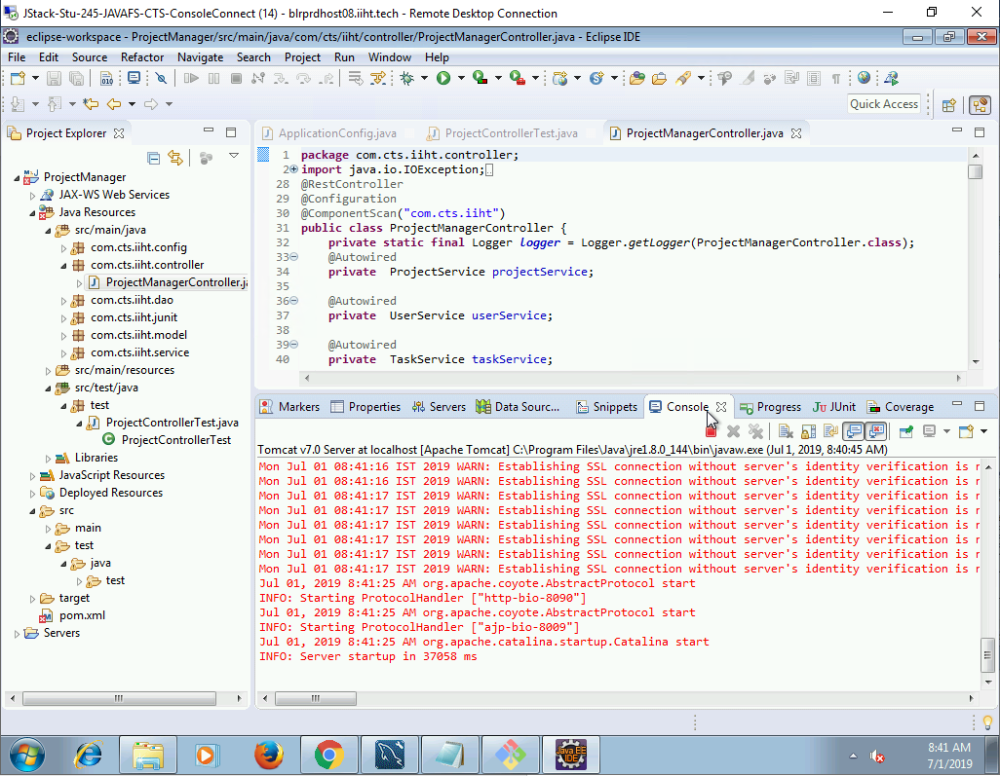 JStack-Stu-245-JAVAFS-CTS-ConsoleConnect (14) - blrprdhost08.iiht.tech - Remote Desktop Connection
eclipse-workspace - ProjectManager/src/main/java/com/cts/iiht/controller/ProjectManagerController.java - Eclipse IDE
File Edit Source Refactor Navigate Search Project Run Window Help
Quick Access
Project Explorer
ProjectManager
JAX-WS Web Services
Java Resources
src/main/java
com.cts.iiht.config
com.cts.iiht.controller
ProjectManagerController.ja
com.cts.iiht.dao
com.cts.iiht.junit
com.cts.iiht.model
com.cts.iiht.service
src/main/resources
src/test/java
test
ProjectControllerTest.java
ProjectControllerTest
Libraries
JavaScript Resources
Deployed Resources
src
main
test
java
test
target
pom.xml
Servers
ApplicationConfig.java ProjectControllerTest.java ProjectManagerController.java
1 package com.cts.iiht.controller;
2 import java.io.IOException;
28 @RestController
29 @Configuration
30 @ComponentScan("com.cts.iiht")
31 public class ProjectManagerController {
32 private static final Logger logger = Logger.getLogger(ProjectManagerController.class);
33 @Autowired
34 private ProjectService projectService;
35
36 @Autowired
37 private UserService userService;
38
39 @Autowired
40 private TaskService taskService;
Markers Properties Servers Data Sourc... Snippets Console Progress JUnit Coverage
Tomcat v7.0 Server at localhost [Apache Tomcat] C:\Program Files\Java\jre1.8.0_144\bin\javaw.exe (Jul 1, 2019, 8:40:45 AM)
Mon Jul 01 08:41:16 IST 2019 WARN: Establishing SSL connection without server's identity verification is n
Mon Jul 01 08:41:16 IST 2019 WARN: Establishing SSL connection without server's identity verification is n
Mon Jul 01 08:41:17 IST 2019 WARN: Establishing SSL connection without server's identity verification is n
Mon Jul 01 08:41:17 IST 2019 WARN: Establishing SSL connection without server's identity verification is n
Mon Jul 01 08:41:17 IST 2019 WARN: Establishing SSL connection without server's identity verification is n
Mon Jul 01 08:41:17 IST 2019 WARN: Establishing SSL connection without server's identity verification is n
Mon Jul 01 08:41:17 IST 2019 WARN: Establishing SSL connection without server's identity verification is n
Mon Jul 01 08:41:17 IST 2019 WARN: Establishing SSL connection without server's identity verification is n
Jul 01, 2019 8:41:25 AM org.apache.coyote.AbstractProtocol start
INFO: Starting ProtocolHandler ["http-bio-8090"]
Jul 01, 2019 8:41:25 AM org.apache.coyote.AbstractProtocol start
INFO: Starting ProtocolHandler ["ajp-bio-8009"]
Jul 01, 2019 8:41:25 AM org.apache.catalina.startup.Catalina start
INFO: Server startup in 37058 ms
Java EE
IDE
8:41 AM
7/1/2019